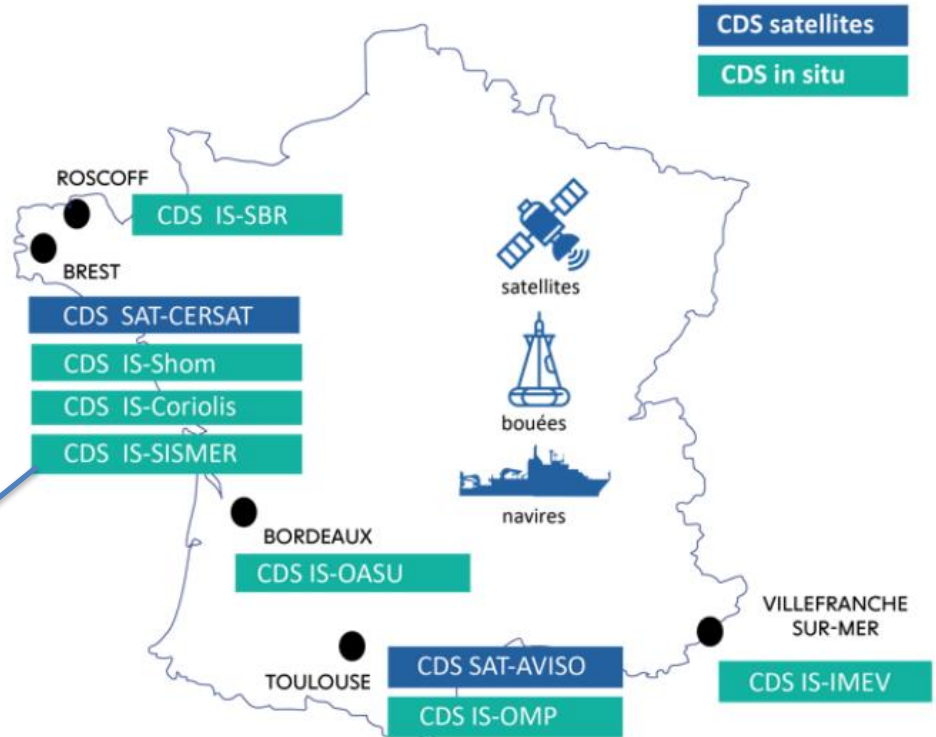 CDS satellites
CDS in situ
ROSCOFF
CDS IS-SBR
BREST
CDS SAT-CERSAT
CDS IS-Shom
CDS IS-Coriolis
CDS IS-SISMER
satellites
bouées
navires
BORDEAUX
CDS IS-OASU
TOULOUSE
CDS SAT-AVISO
CDS IS-OMP
VILLEFRANCHE
SUR-MER
CDS IS-IMEV